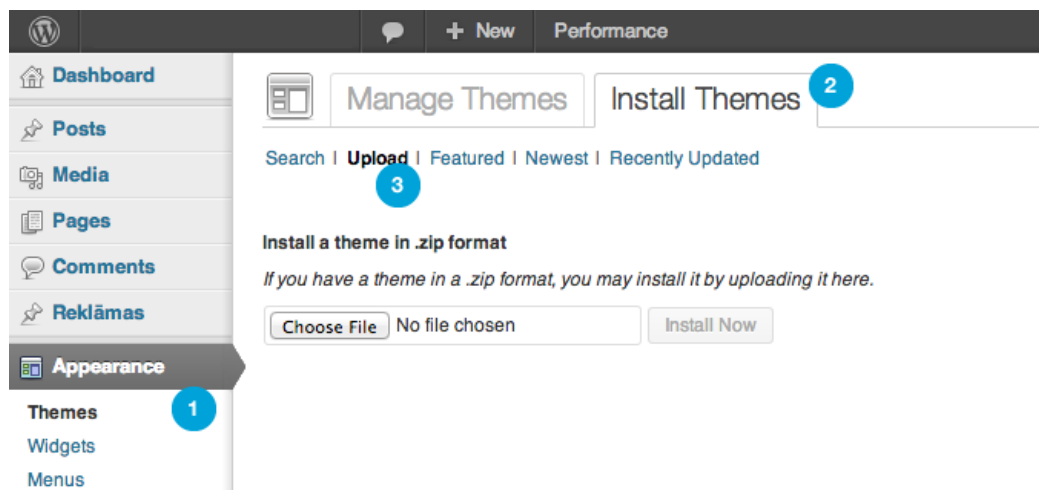 + New Performance
Dashboard
Posts
Media
Pages
Comments
Reklāmas
Appearance
Themes 1
Widgets
Menus
Manage Themes Install Themes 2
Search | Upload | Featured | Newest | Recently Updated
3
Install a theme in .zip format
If you have a theme in a .zip format, you may install it by uploading it here.
Choose File No file chosen Install Now